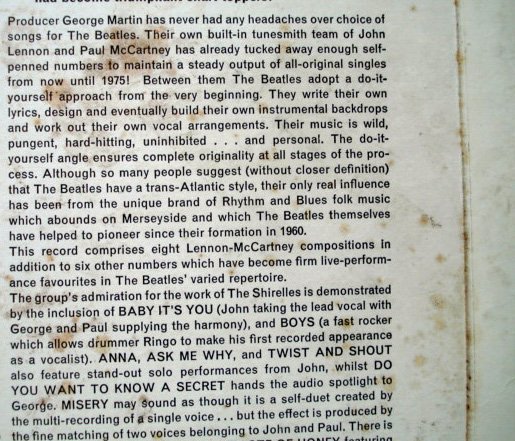 had become triumphant chart-toppers.
Producer George Martin has never had any headaches over choice of
songs for The Beatles. Their own built-in tunesmith team of John
Lennon and Paul McCartney has already tucked away enough self-
penned numbers to maintain a steady output of all-original singles
from now until 1975! Between them The Beatles adopt a do-it-
yourself approach from the very beginning. They write their own
lyrics, design and eventually build their own instrumental backdrops
and work out their own vocal arrangements. Their music is wild,
pungent, hard-hitting, uninhibited . . . and personal. The do-it-
yourself angle ensures complete originality at all stages of the pro-
cess. Although so many people suggest (without closer definition)
that The Beatles have a trans-Atlantic style, their only real influence
has been from the unique brand of Rhythm and Blues folk music
which abounds on Merseyside and which The Beatles themselves
have helped to pioneer since their formation in 1960.
This record comprises eight Lennon-McCartney compositions in
addition to six other numbers which have become firm live-perform-
ance favourites in The Beatles' varied repertoire.
The group's admiration for the work of The Shirelles is demonstrated
by the inclusion of BABY IT'S YOU (John taking the lead vocal with
George and Paul supplying the harmony), and BOYS (a fast rocker
which allows drummer Ringo to make his first recorded appearance
as a vocalist). ANNA, ASK ME WHY, and TWIST AND SHOUT
also feature stand-out solo performances from John, whilst DO
YOU WANT TO KNOW A SECRET hands the audio spotlight to
George. MISERY may sound as though it is a self-duet created by
the multi-recording of a single voice . . . but the effect is produced by
the fine matching of two voices belonging to John and Paul. There is
OF HONEY featuring